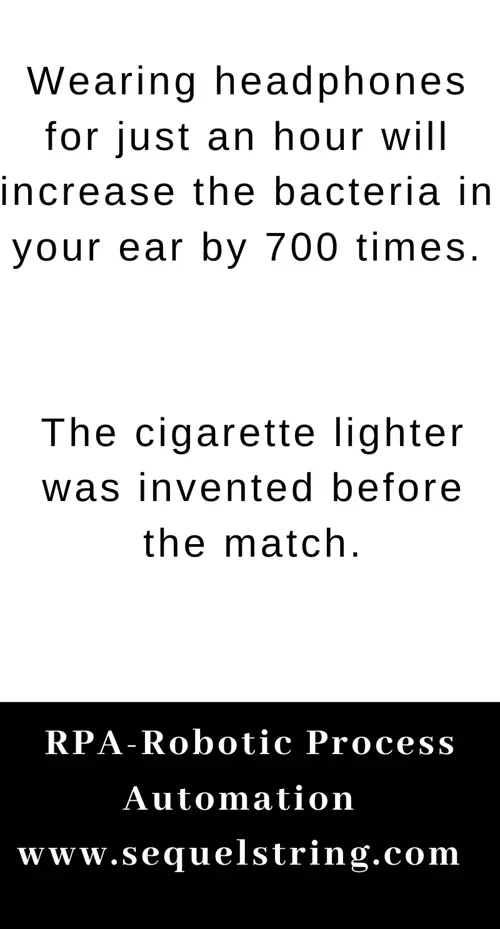 Wearing headphones
for just an hour will
increase the bacteria in
your ear by 700 times.
The cigarette lighter
was invented before
the match.
RPA-Robotic Process
Automation
www.sequelstring.com